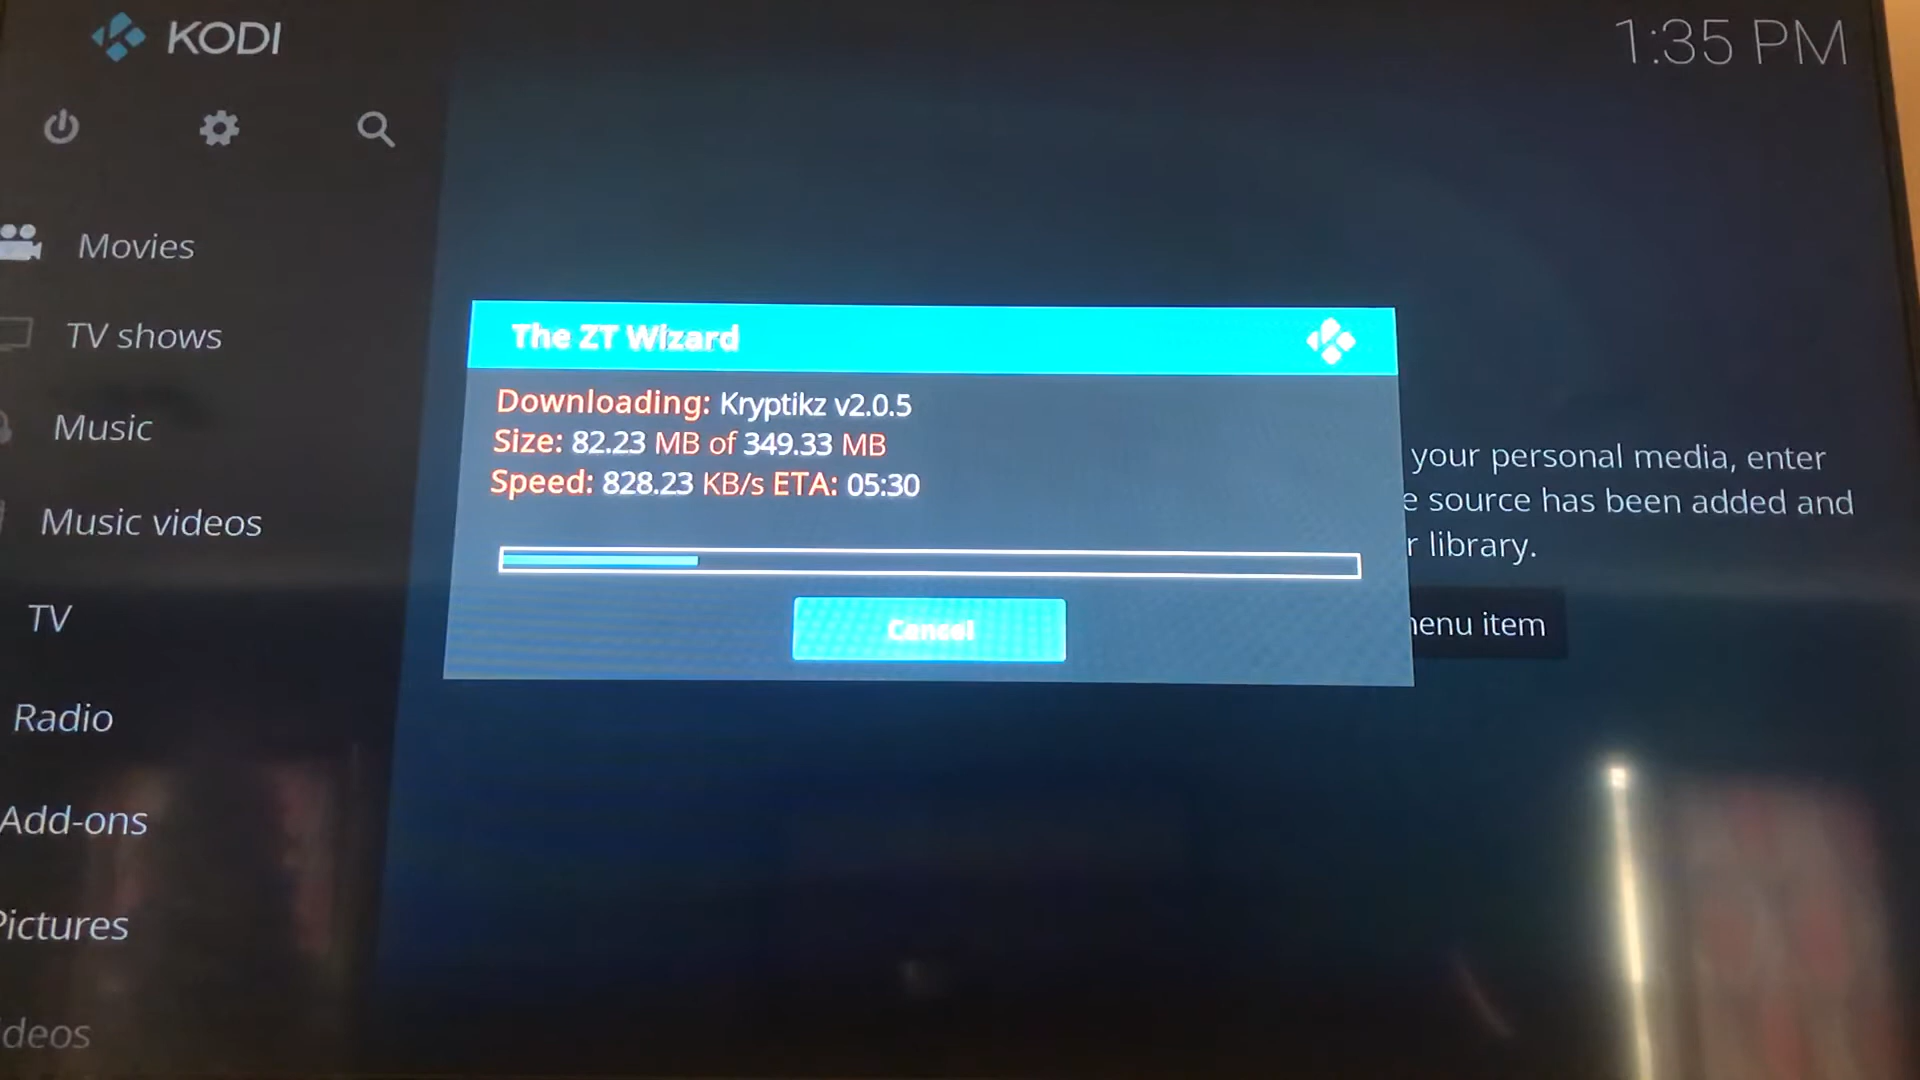 KODI
1:35 PM
Movies
TV shows
Music
Music videos
TV
Radio
Add-ons
Pictures
deos
The ZT Wizard
Downloading: Kryptikz v2.0.5
Size: 82.23 MB of 349.33 MB
Speed: 828.23 KB/s ETA: 05:30
Cancel
your personal media, enter
e source has been added and
r library.
enu item